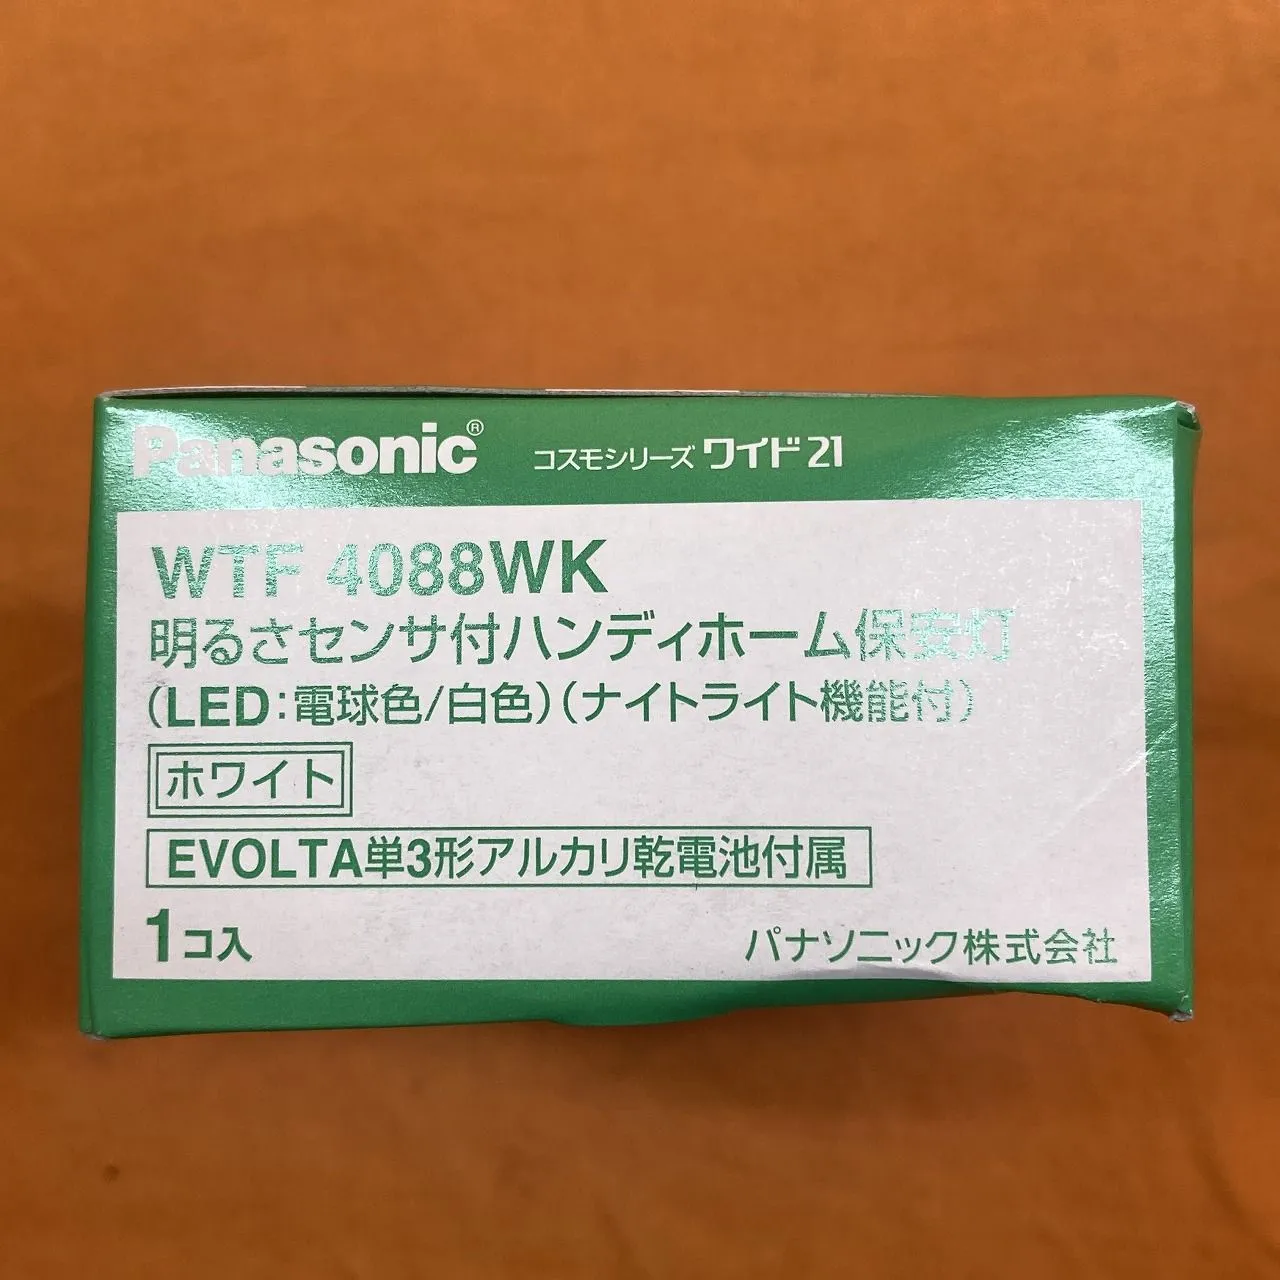 Panasonic® コスモシリーズ ワイド21
WTF 4088WK
明るさセンサ付ハンディホーム保安灯
(LED:電球色/白色)(ナイトライト機能付)
ホワイト
EVOLTA単3形アルカリ乾電池付属
1コ入
パナソニック株式会社